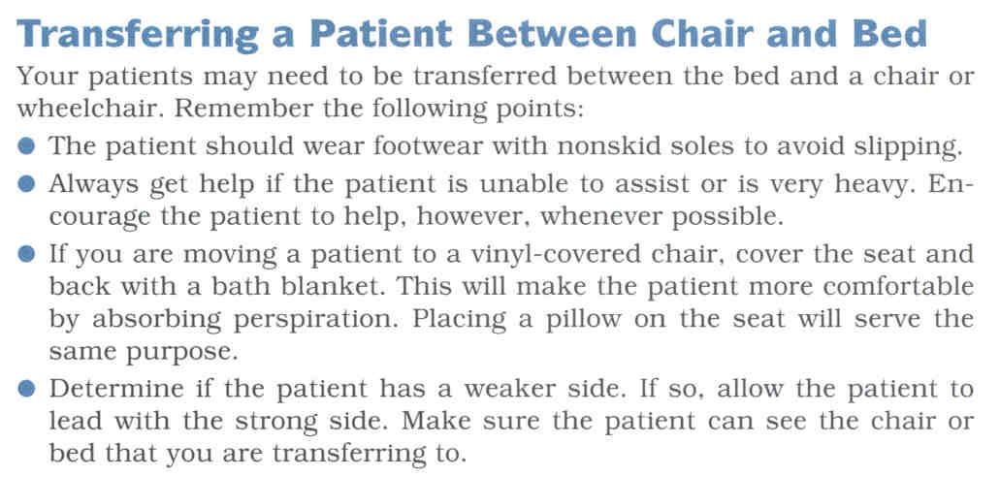 Transferring a Patient Between Chair and Bed
Your patients may need to be transferred between the bed and a chair or
wheelchair. Remember the following points:
● The patient should wear footwear with nonskid soles to avoid slipping.
● Always get help if the patient is unable to assist or is very heavy. En-
courage the patient to help, however, whenever possible.
● If you are moving a patient to a vinyl-covered chair, cover the seat and
back with a bath blanket. This will make the patient more comfortable
by absorbing perspiration. Placing a pillow on the seat will serve the
same purpose.
● Determine if the patient has a weaker side. If so, allow the patient to
lead with the strong side. Make sure the patient can see the chair or
bed that you are transferring to.